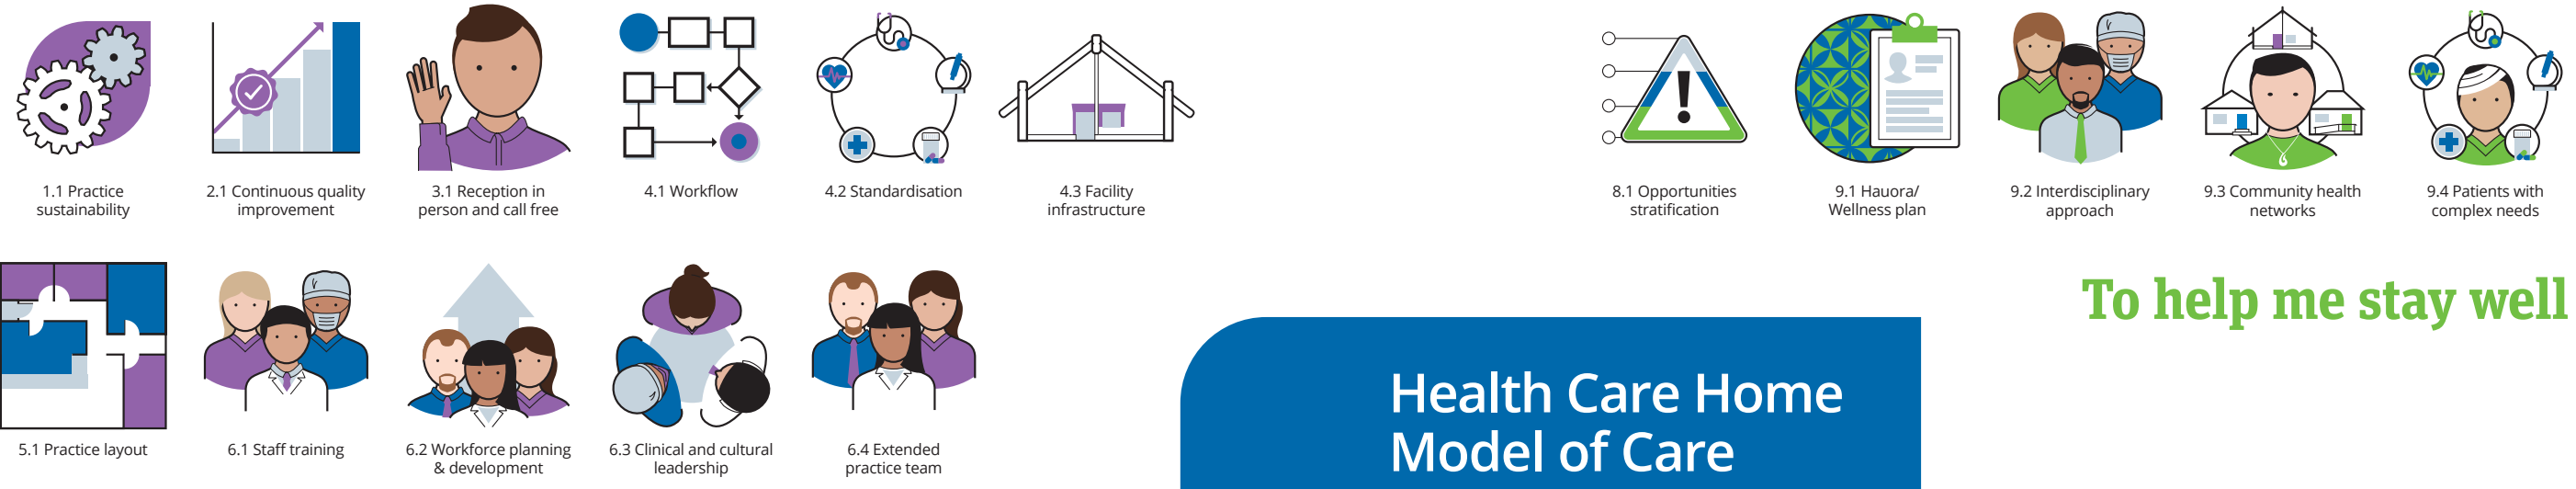 1.1 Practice
sustainability
2.1 Continuous quality
improvement
3.1 Reception in
person and call free
4.1 Workflow
4.2 Standardisation
4.3 Facility
infrastructure
8.1 Opportunities
stratification
9.1 Hauora/
Wellness plan
9.2 Interdisciplinary
approach
9.3 Community health
networks
9.4 Patients with
complex needs
5.1 Practice layout
6.1 Staff training
6.2 Workforce planning
& development
6.3 Clinical and cultural
leadership
6.4 Extended
practice team
To help me stay well
Health Care Home
Model of Care